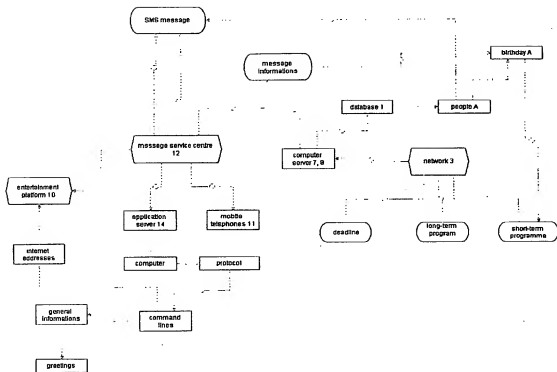 SMS message
birthday A
message
informations
database 1
people A
message service centre
12
computer
server 7, 9
network 3
entertainment
platform 10
application
server 14
mobile
telephones 11
deadline
long-term
program
short-term
programme
internet
addresses
computer
protocol
general
informations
command
lines
greetings